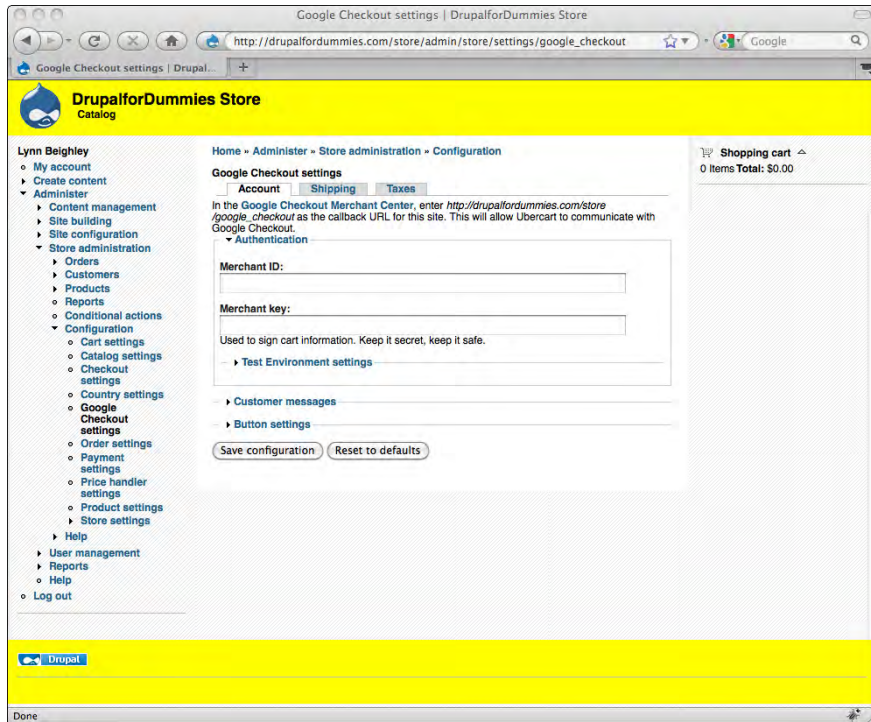 Google Checkout settings | DrupalforDummies Store
http://drupalfordummies.com/store/admin/store/settings/google_checkout
Google
Google Checkout settings | Drupal...
DrupalforDummies Store
Catalog
Lynn Beighley
My account
Create content
Administer
Content management
Site building
Site configuration
Store administration
Orders
Customers
Products
Reports
Conditional actions
Configuration
Cart settings
Catalog settings
Checkout
settings
Country settings
Google
Checkout
settings
Order settings
Payment
settings
Price handler
settings
Product settings
Store settings
Help
User management
Reports
Help
Log out
Home » Administer » Store administration » Configuration
Google Checkout settings
Account Shipping Taxes
In the Google Checkout Merchant Center, enter http://drupalfordummies.com/store
/google_checkout as the callback URL for this site. This will allow Ubercart to communicate with
Google Checkout.
Authentication
Merchant ID:
Merchant key:
Used to sign cart information. Keep it secret, keep it safe.
Test Environment settings
Customer messages
Button settings
Save configuration Reset to defaults
Shopping cart
0 Items Total: $0.00
Drupal
Done